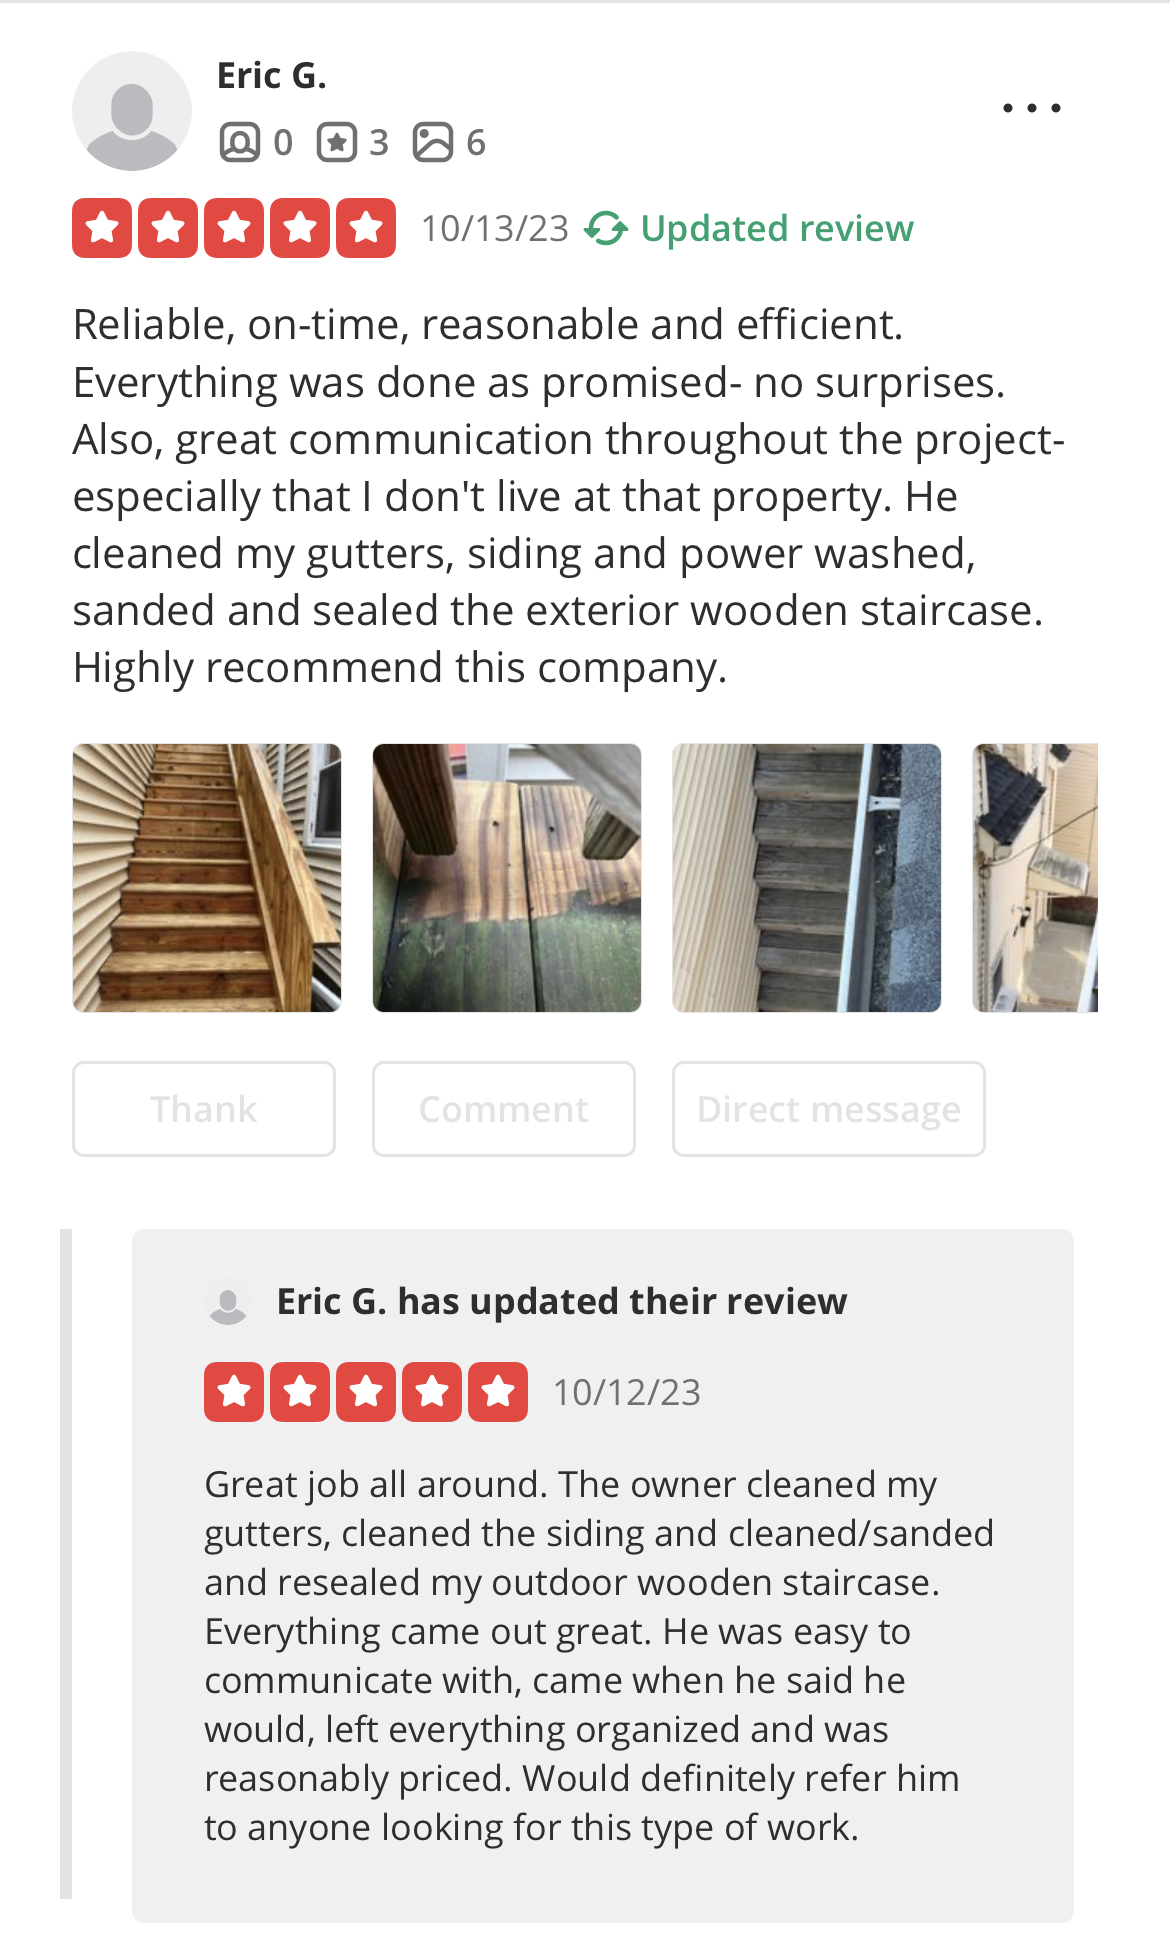 Eric G.
0 3 6
10/13/23 Updated review
Reliable, on-time, reasonable and efficient.
Everything was done as promised- no surprises.
Also, great communication throughout the project-
especially that I don't live at that property. He
cleaned my gutters, siding and power washed,
sanded and sealed the exterior wooden staircase.
Highly recommend this company.
Thank Comment Direct message
Eric G. has updated their review
10/12/23
Great job all around. The owner cleaned my
gutters, cleaned the siding and cleaned/sanded
and resealed my outdoor wooden staircase.
Everything came out great. He was easy to
communicate with, came when he said he
would, left everything organized and was
reasonably priced. Would definitely refer him
to anyone looking for this type of work.